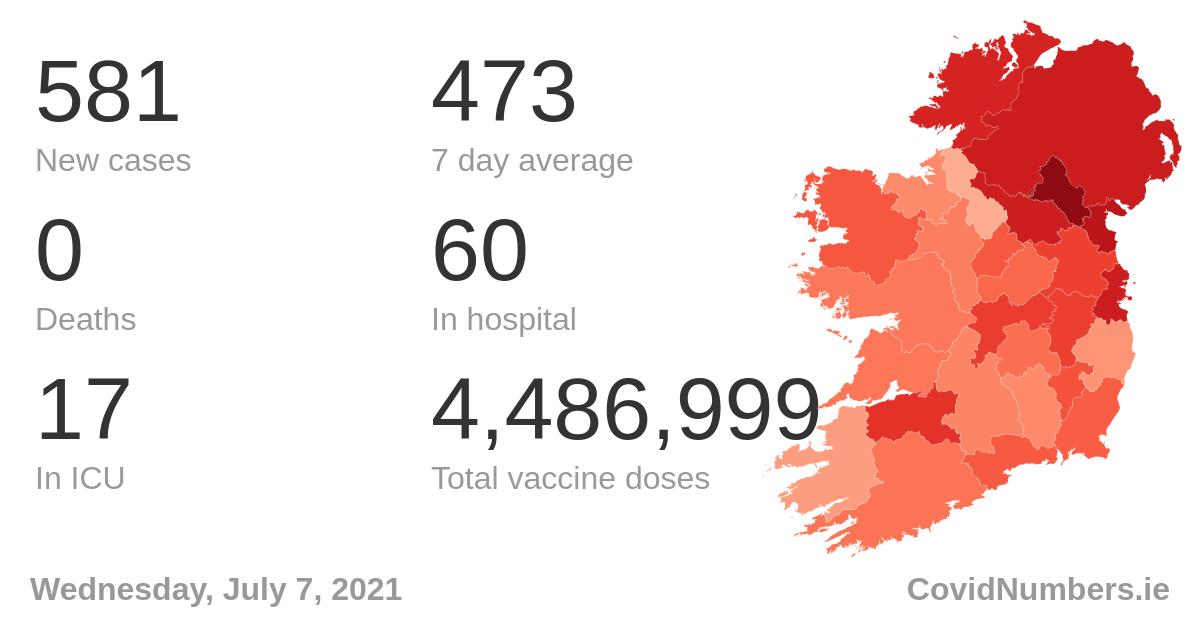 581
New cases
473
7 day average
0
Deaths
60
In hospital
17
In ICU
4,486,999
Total vaccine doses
Wednesday, July 7, 2021
CovidNumbers.ie